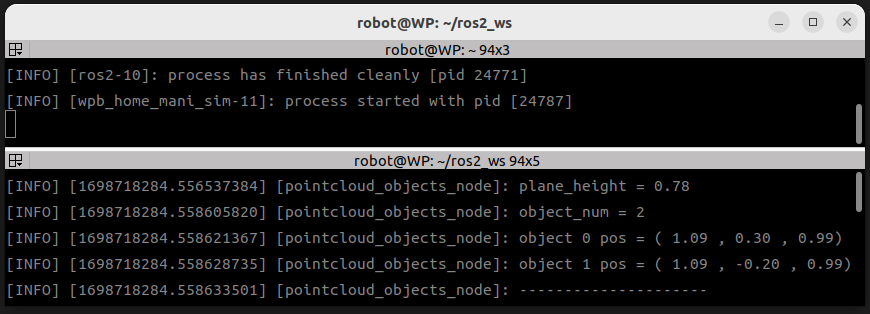 robot@WP: ~/ros2_ws
robot@WP: ~ 94x3
[INFO] [ros2-10]: process has finished cleanly [pid 24771]
[INFO] [wpb_home_mani_sim-11]: process started with pid [24787]
robot@WP: ~/ros2_ws 94x5
[INFO] [1698718284.556537384] [pointcloud_objects_node]: plane_height = 0.78
[INFO] [1698718284.558605820] [pointcloud_objects_node]: object_num = 2
[INFO] [1698718284.558621367] [pointcloud_objects_node]: object 0 pos = ( 1.09 , 0.30 , 0.99)
[INFO] [1698718284.558628735] [pointcloud_objects_node]: object 1 pos = ( 1.09 , -0.20 , 0.99)
[INFO] [1698718284.558633501] [pointcloud_objects_node]: ---------------------